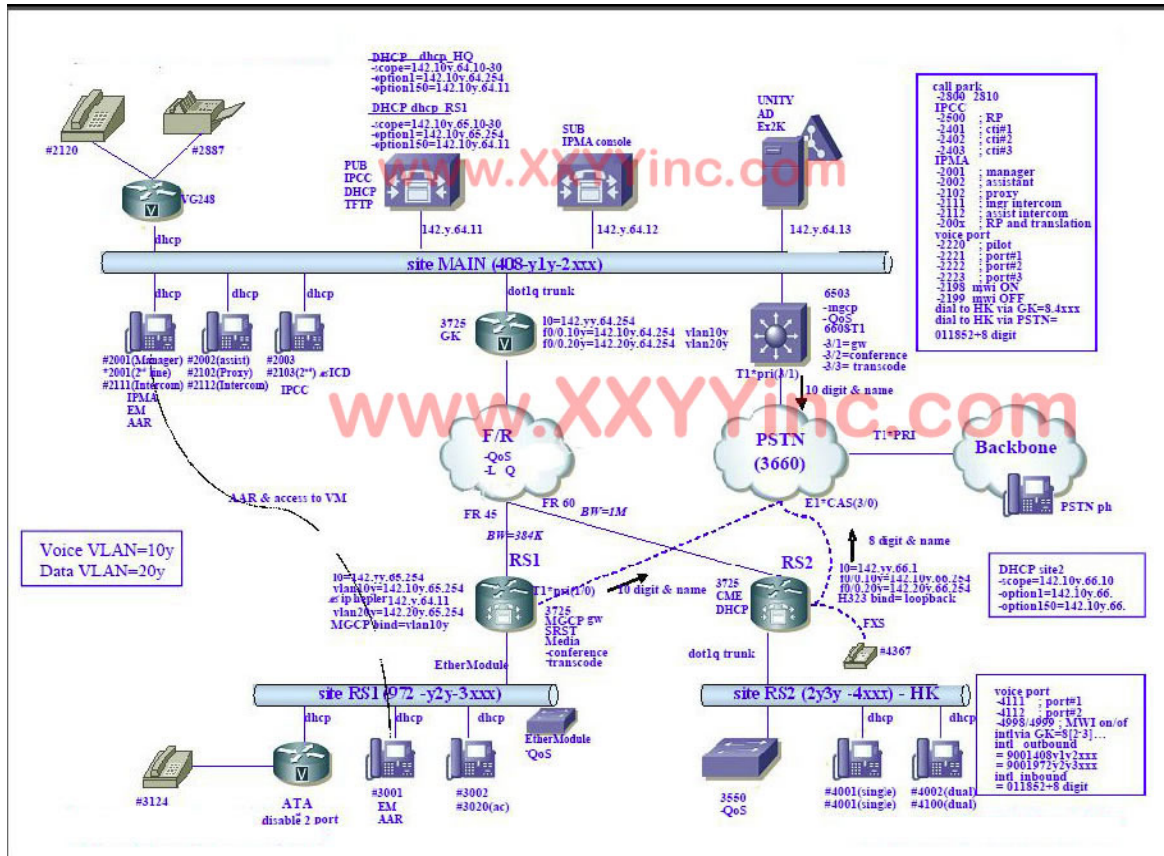 DHCP dhcp_HQ
-scope=142.10y.64.10-30
-option1=142.10y.64.254
-option150=142.10y.64.11
DHCP dhcp_RS1
-scope=142.10y.65.10-30
-option1=142.10y.65.254
-option150=142.10y.64.11
#2120
#2887
VG248
dhcp
PUB
IPCC
DHCP
TFTP
SUB
IPMA console
UNITY
AD
Ex2K
www.XXYYinc.com
142.y.64.11
142.y.64.12
142.y.64.13
call park
-2800 2810
IPCC
-2500 ; RP
-2401 ; cti#1
-2402 ; cti#2
-2403 ; cti#3
IPMA
-2001 ; manager
-2002 ; assistant
-2102 ; proxy
-2111 ; mgr intercom
-2112 ; assist intercom
-200x ; RP and translation
voice port
-2220 ; pilot
-2221 ; port#1
-2222 ; port#2
-2223 ; port#3
-2198 mwi ON
-2199 mwi OFF
dial to HK via GK=8.4xxx
dial to HK via PSTN=
011852+8 digit
site MAIN (408-y1y-2xxx)
dhcp
dhcp
dhcp
dot1q trunk
#2001(Manager)
#2111(Intercom)
IPMA
EM
AAR
#2002(assist)
#2102(Proxy)
#2112(Intercom)
#2003
ICD
IPCC
3725
GK
l0=142.yy.64.254
f0/0.10y=142.10y.64.254 vlan10y
f0/0.20y=142.20y.64.254 vlan20y
6503
-mgcp
-QoS
6608T1
-3/1= gw
-3/2=conference
-3/3= transcode
T1*pri(3/1)
10 digit & name
www.XXYYinc.com
F/R
-QoS
PSTN
(3660)
T1*PRI
Backbone
PSTN ph
AAR & access to VM
FR 45
FR 60
BW=1M
BW=384K
E1*CAS(3/0)
8 digit & name
Voice VLAN=10y
Data VLAN=20y
RS1
l0=142.yy.65.254
vlan10y=142.10y.65.254
142.y.64.11
vlan20y=142.20y.65.254
MGCP bind=vlan10y
T1*pri(1/0)
10 digit & name
3725
MGCP gw
SRST
Media
-conference
-transcode
RS2
3725
CME
DHCP
l0=142.yy.66.1
f0/0.10y=142.10y.66.254
f0/0.20y=142.20y.66.254
H323 bind= loopback
FXS
#4367
DHCP site2
-scope=142.10y.66.10
-option1=142.10y.66.
-option150=142.10y.66.
EtherModule
dot1q trunk
site RS1 (972 -y2y-3xxx)
site RS2 (2y3y -4xxx) - HK
dhcp
dhcp
dhcp
EtherModule
-QoS
dhcp
dhcp
#3124
ATA
disable 2 port
#3001
EM
AAR
#3002
#3020(ac)
3550
-QoS
#4001(single)
#4001(single)
#4002(dual)
#4100(dual)
voice port
-4111 ; port#1
-4112 ; port#2
-4998/4999 ; MWI on/of
intlvia GK=8[2-3]...
intl outbound
= 9001408y1y2xxx
= 9001972y2y3xxx
intl inbound
= 011852+8 digit